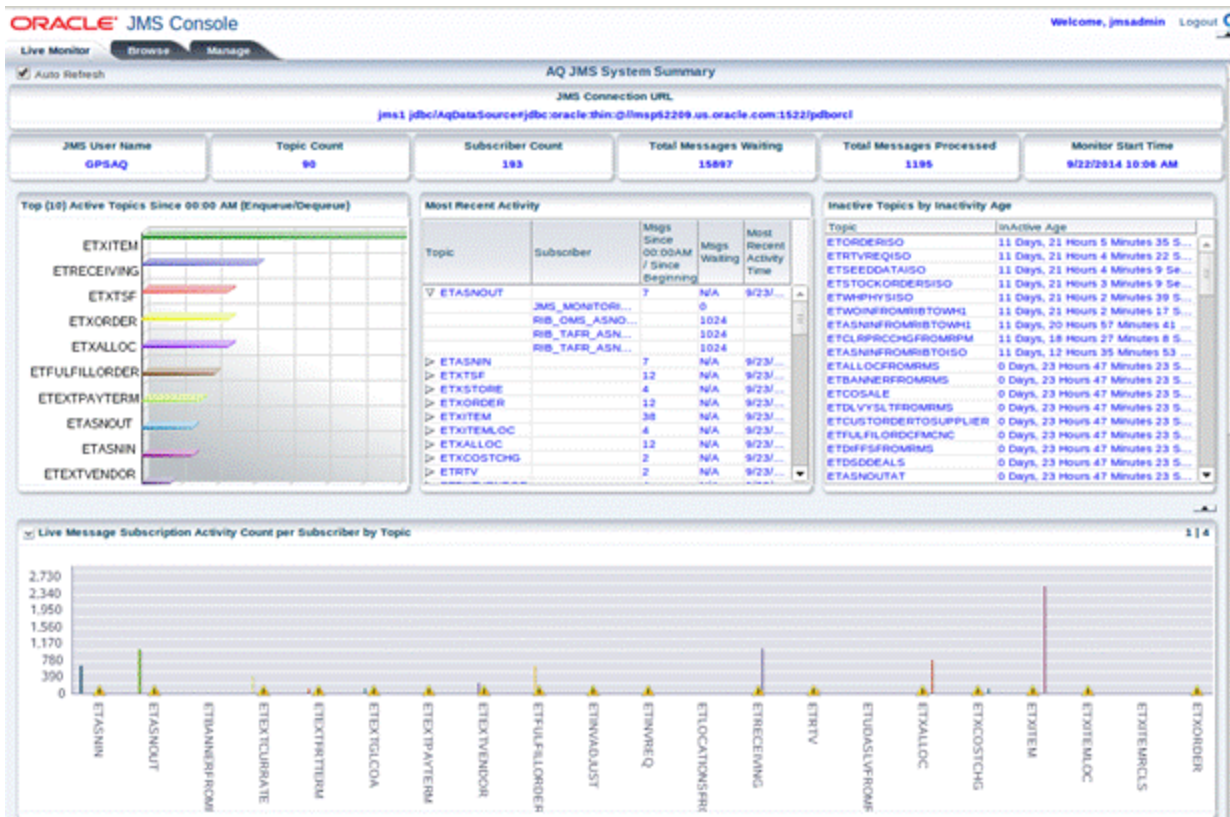 ORACLE JMS Console
Welcome, jmsadmin Logout
Live Monitor Browse Manage
Auto Refresh
AQ JMS System Summary
JMS Connection URL
jms1 jdbc/AqDataSource#jdbc:oracle:thin:@//msp52209.us.oracle.com:1522/pdborcl
JMS User Name Topic Count Subscriber Count Total Messages Waiting Total Messages Processed Monitor Start Time
GPSAQ 90 193 15897 1195 9/22/2014 10:06 AM
Top (10) Active Topics Since 00:00 AM (Enqueue/Dequeue)
ETXITEM
ETRECEIVING
ETXTSF
ETXORDER
ETXALLOC
ETFULFILLORDER
ETEXTPAYTERM
ETASNOUT
ETASNIN
ETEXTVENDOR
Most Recent Activity
Topic Subscriber Msgs Since 00:00AM / Since Beginning Msgs Waiting Most Recent Activity Time
ETASNOUT 7 N/A 9/23/...
JMS_MONITORI... 0
RIB_OMS_ASNO... 1024
RIB_TAFR_ASN... 1024
RIB_TAFR_ASN... 1024
ETASNIN 7 N/A 9/23/...
ETXTSF 12 N/A 9/23/...
ETXSTORE 4 N/A 9/23/...
ETXORDER 12 N/A 9/23/...
ETXITEM 38 N/A 9/23/...
ETXITEMLOC 4 N/A 9/23/...
ETXALLOC 12 N/A 9/23/...
ETXCOSTCHG 2 N/A 9/23/...
ETRTV 2 N/A 9/23/...
Inactive Topics by Inactivity Age
Topic InActive Age
ETORDERISO 11 Days, 21 Hours 5 Minutes 35 S...
ETRTVREQISO 11 Days, 21 Hours 4 Minutes 22 S...
ETSEEDDATAISO 11 Days, 21 Hours 4 Minutes 9 Se...
ETSTOCKORDERSISO 11 Days, 21 Hours 3 Minutes 9 Se...
ETWHPHYSISO 11 Days, 21 Hours 2 Minutes 39 S...
ETWOINFROMRIBTOWH1 11 Days, 21 Hours 2 Minutes 17 S...
ETASNINFROMRIBTOWH1 11 Days, 20 Hours 57 Minutes 41 ...
ETCLRPRCCHGFROMRPM 11 Days, 18 Hours 27 Minutes 8 S...
ETASNINFROMRIBTOISO 11 Days, 12 Hours 35 Minutes 53 ...
ETALLOCFROMRMS 0 Days, 23 Hours 47 Minutes 23 S...
ETBANNERFROMRMS 0 Days, 23 Hours 47 Minutes 23 S...
ETCOSALE 0 Days, 23 Hours 47 Minutes 23 S...
ETDLVYSLTFROMRMS 0 Days, 23 Hours 47 Minutes 23 S...
ETCUSTORDERTOSUPPLIER 0 Days, 23 Hours 47 Minutes 23 S...
ETFULFILORDCFMCNC 0 Days, 23 Hours 47 Minutes 23 S...
ETDIFFSFROMRMS 0 Days, 23 Hours 47 Minutes 23 S...
ETDSDDEALS 0 Days, 23 Hours 47 Minutes 23 S...
ETASNOUTAT 0 Days, 23 Hours 47 Minutes 23 S...
Live Message Subscription Activity Count per Subscriber by Topic
1 | 4
2,730
2,340
1,950
1,560
1,170
780
390
0
ETASNIN
ETASNOUT
ETBANNERFROM
ETEXTCURRATE
ETEXTFRTTERM
ETEXTGLCOA
ETEXTPAYTERM
ETEXTVENDOR
ETFULFILLORDER
ETINVADJUST
ETINVREQ
ETLOCATIONSFR
ETRECEIVING
ETRTV
ETUDASLVFROM
ETXALLOC
ETXCOSTCHG
ETXITEM
ETXITEMLOC
ETXITEMRCLS
ETXORDER